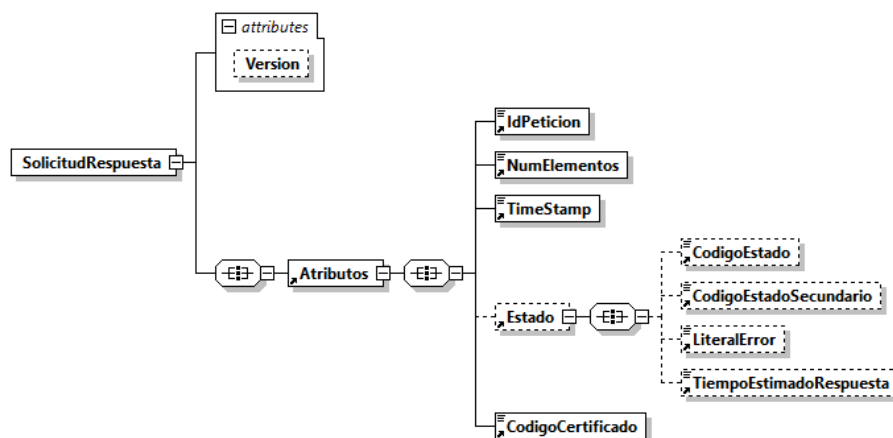 attributes
Version
SolicitudRespuesta
Atributos
IdPeticion
NumElementos
TimeStamp
Estado
CodigoEstado
CodigoEstadoSecundario
LiteralError
TiempoEstimadoRespuesta
CodigoCertificado